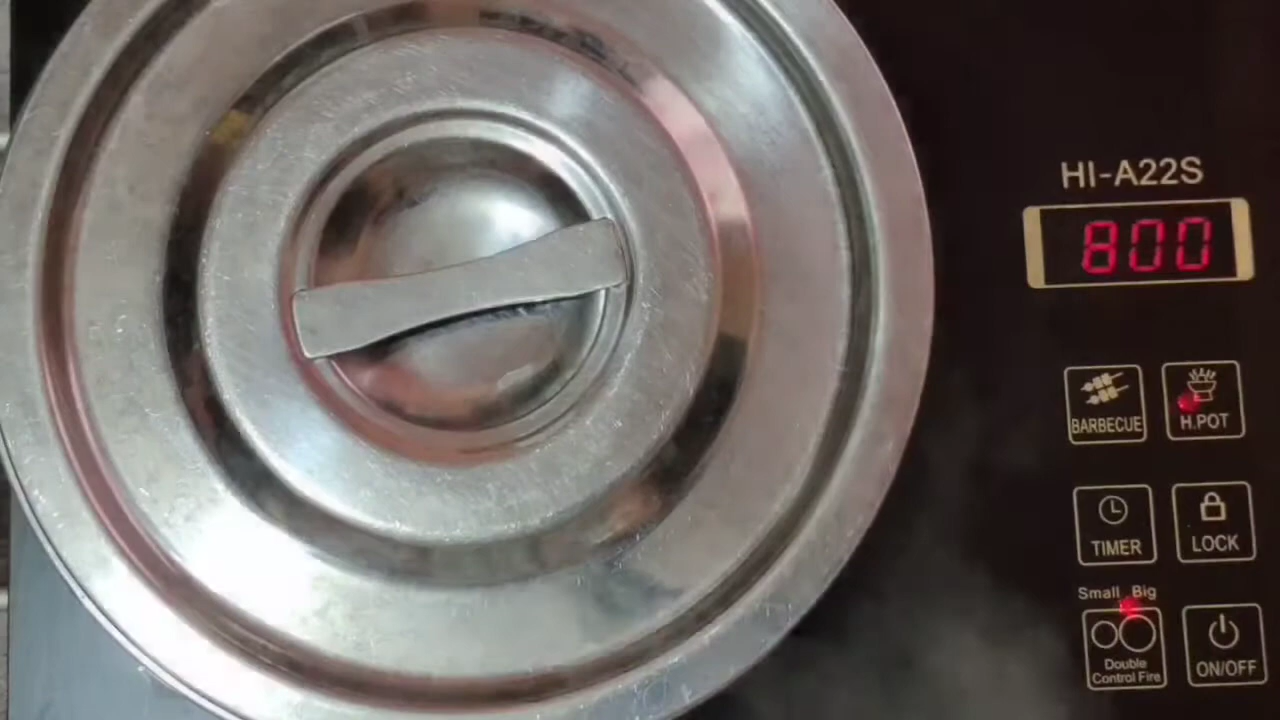 HI-A22S
800
BARBECUE
H.POT
TIMER
LOCK
Small Big
Double
Control Fire
ON/OFF